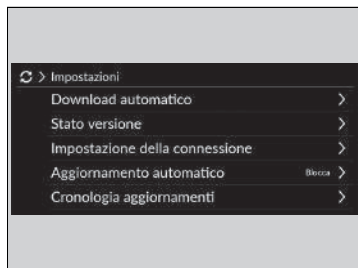 Impostazioni
Download automatico
Stato versione
Impostazione della connessione
Aggiornamento automatico Blocca
Cronologia aggiornamenti